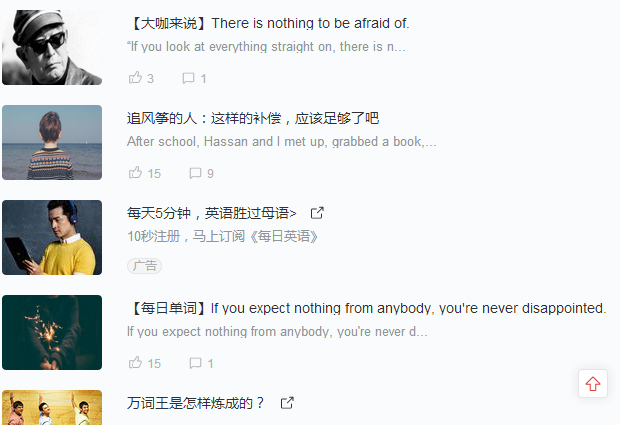 【大咖来说】There is nothing to be afraid of.
“If you look at everything straight on, there is n...
3 1
追风筝的人：这样的补偿，应该足够了吧
After school, Hassan and I met up, grabbed a book,...
15 9
每天5分钟，英语胜过母语>
10秒注册，马上订阅《每日英语》
广告
【每日单词】If you expect nothing from anybody, you're never disappointed.
If you expect nothing from anybody, you're never d...
15 1
万词王是怎样炼成的？